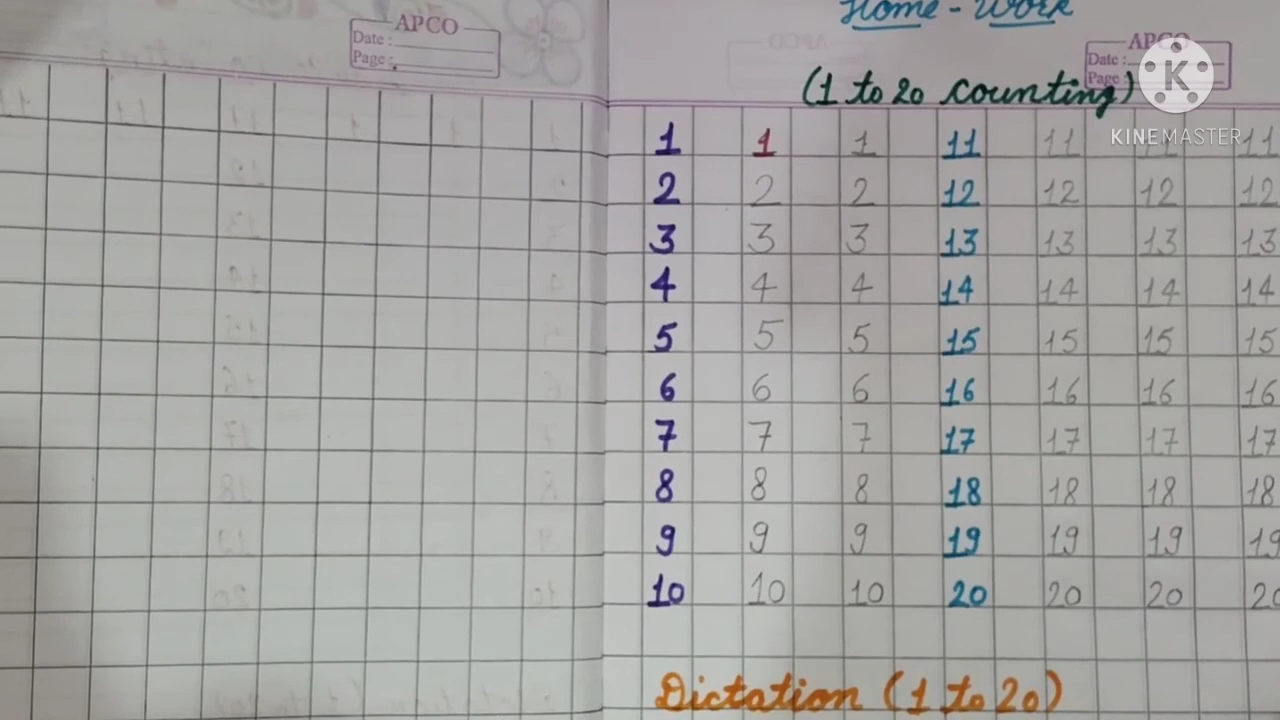 APCO
Date :
Page :
Home - Work
APCO
Date :
Page
(1 to 20 counting)
KINEMASTER
1 1 1 11 11 11 11
2 2 2 12 12 12 12
3 3 3 13 13 13 13
4 4 4 14 14 14 14
5 5 5 15 15 15 15
6 6 6 16 16 16 16
7 7 7 17 17 17 17
8 8 8 18 18 18 18
9 9 9 19 19 19 19
10 10 10 20 20 20 20
Dictation (1 to 20)